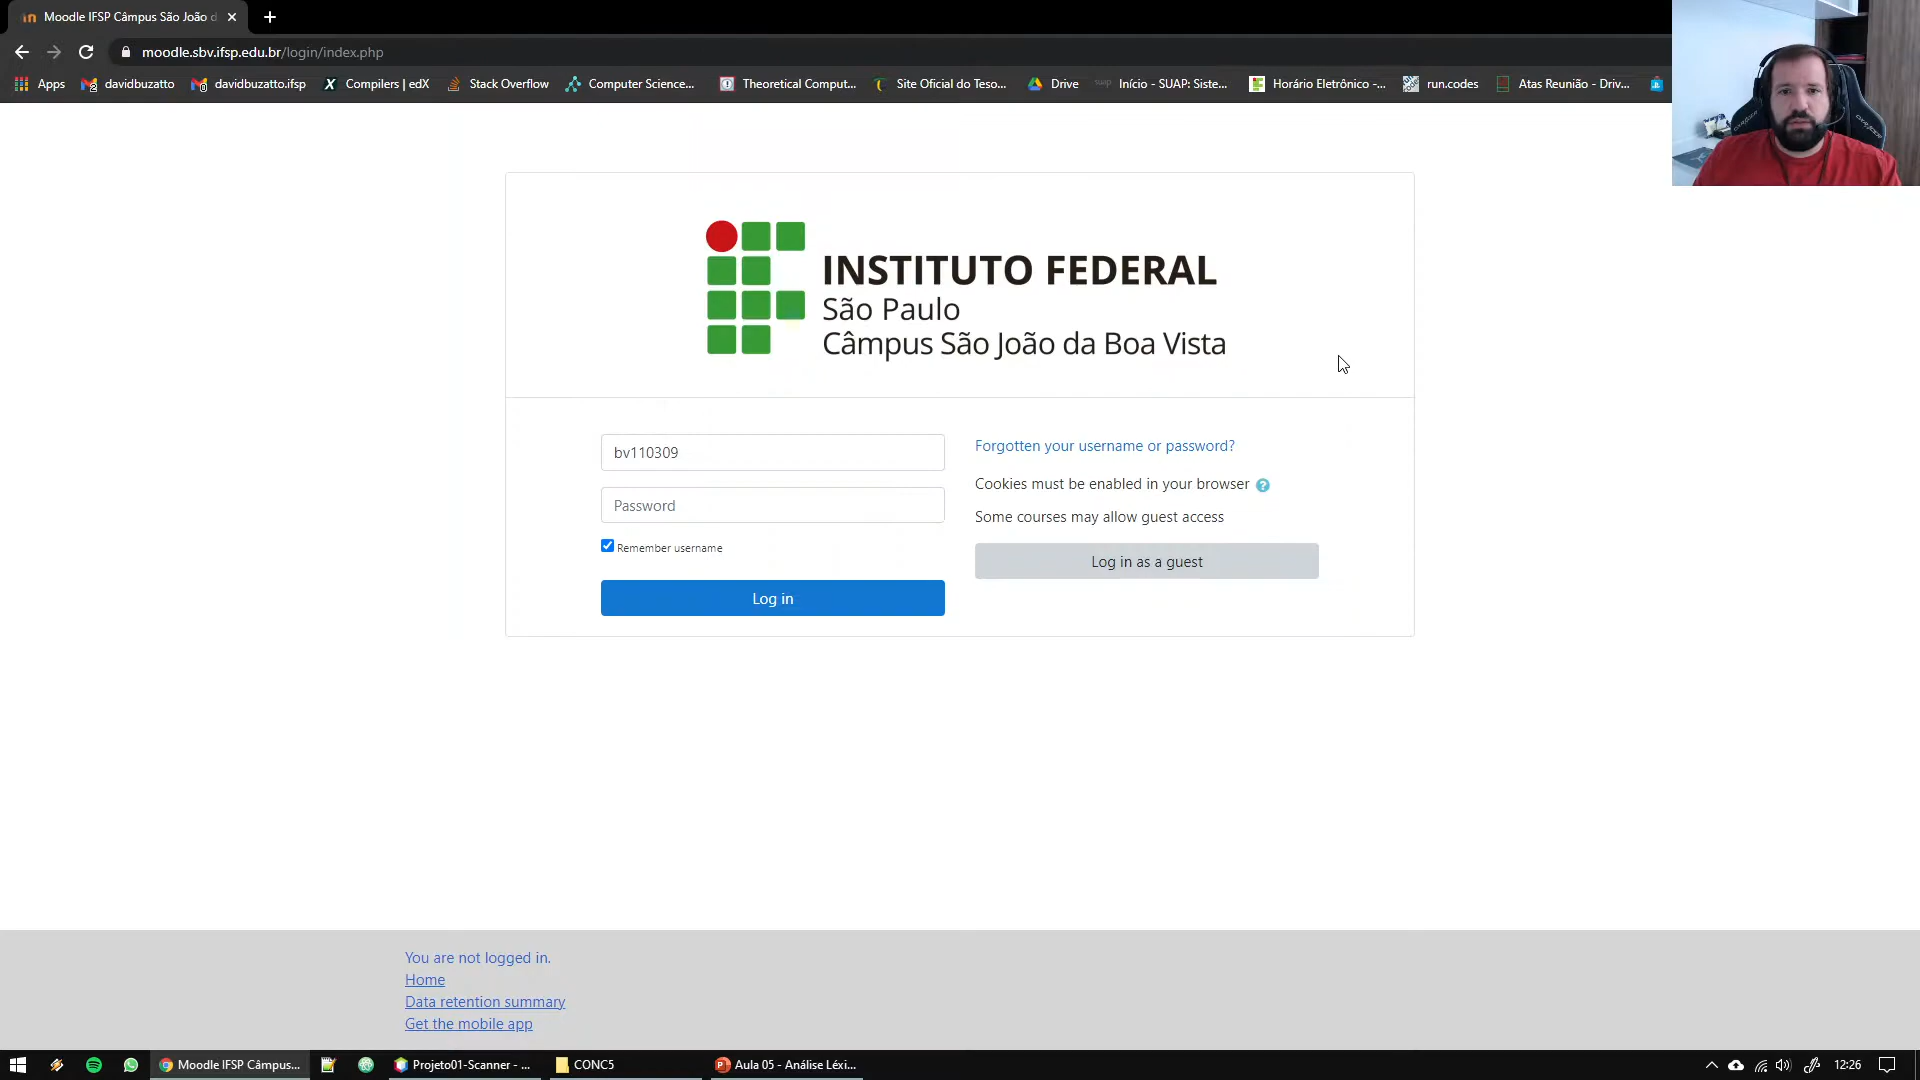 Moodle IFSP Câmpus São João d
moodle.sbv.ifsp.edu.br/login/index.php
Apps davidbuzatto davidbuzatto.ifsp Compilers | edX Stack Overflow Computer Science... Theoretical Comput... Site Oficial do Teso... Drive Início - SUAP: Siste... Horário Eletrônico -... run.codes Atas Reunião - Driv...
INSTITUTO FEDERAL
São Paulo
Câmpus São João da Boa Vista
bv110309
Password
Remember username
Log in
Forgotten your username or password?
Cookies must be enabled in your browser ?
Some courses may allow guest access
Log in as a guest
You are not logged in.
Home
Data retention summary
Get the mobile app
Moodle IFSP Câmpus... Projeto01-Scanner - ... CONC5 Aula 05 - Análise Léxi... 12:26